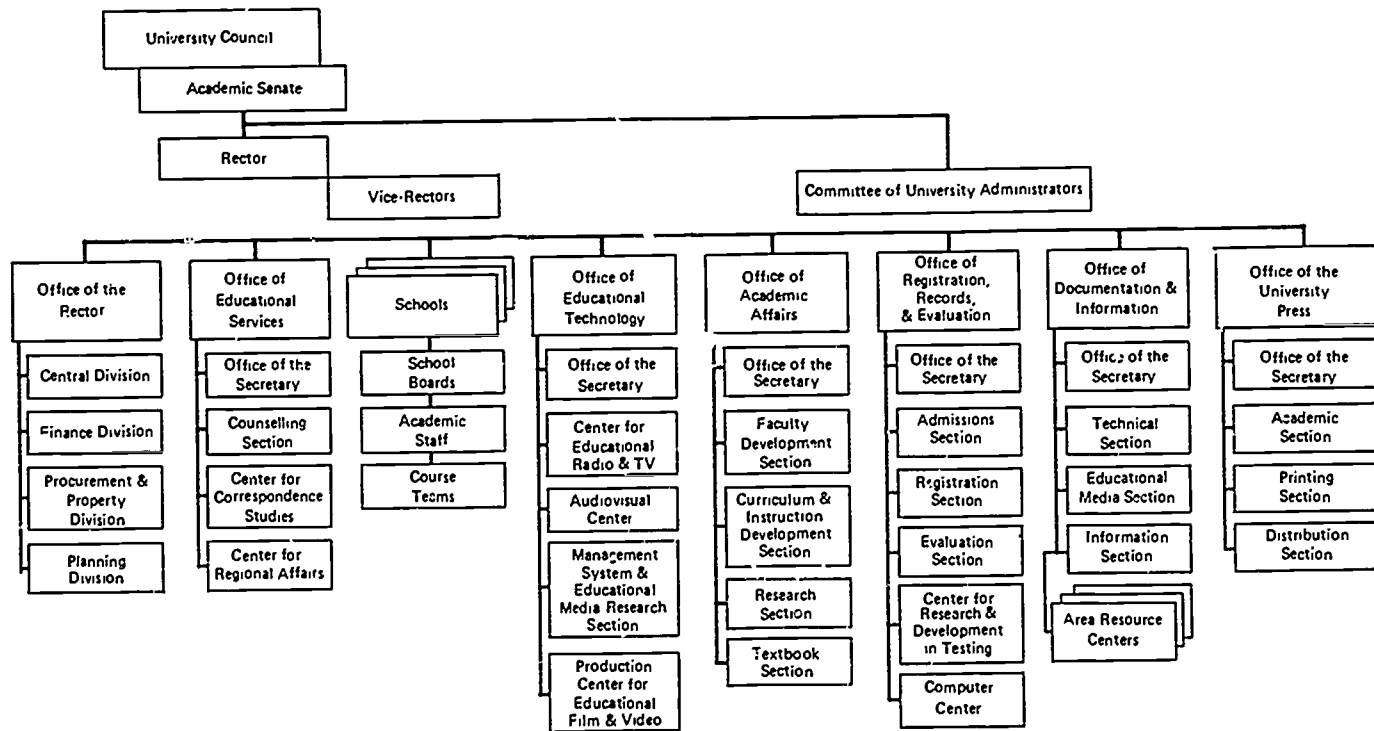 University Council
Academic Senate
Rector
Vice-Rectors
Committee of University Administrators
Office of the
Rector
Central Division
Finance Division
Procurement &
Property
Division
Planning
Division
Office of
Educational
Services
Office of the
Secretary
Counselling
Section
Center for
Correspondence
Studies
Center for
Regional Affairs
Schools
School
Boards
Academic
Staff
Course
Teams
Office of
Educational
Technology
Office of the
Secretary
Center for
Educational
Radio & TV
Audiovisual
Center
Management
System &
Educational
Media Research
Section
Production
Center for
Educational
Film & Video
Office of
Academic
Affairs
Office of the
Secretary
Faculty
Development
Section
Curriculum &
Instruction
Development
Section
Research
Section
Textbook
Section
Office of
Registration,
Records,
& Evaluation
Office of the
Secretary
Admissions
Section
Registration
Section
Evaluation
Section
Center for
Research &
Development
in Testing
Computer
Center
Office of
Documentation &
Information
Office of the
Secretary
Technical
Section
Educational
Media Section
Information
Section
Area Resource
Centers
Office of the
University
Press
Office of the
Secretary
Academic
Section
Printing
Section
Distribution
Section